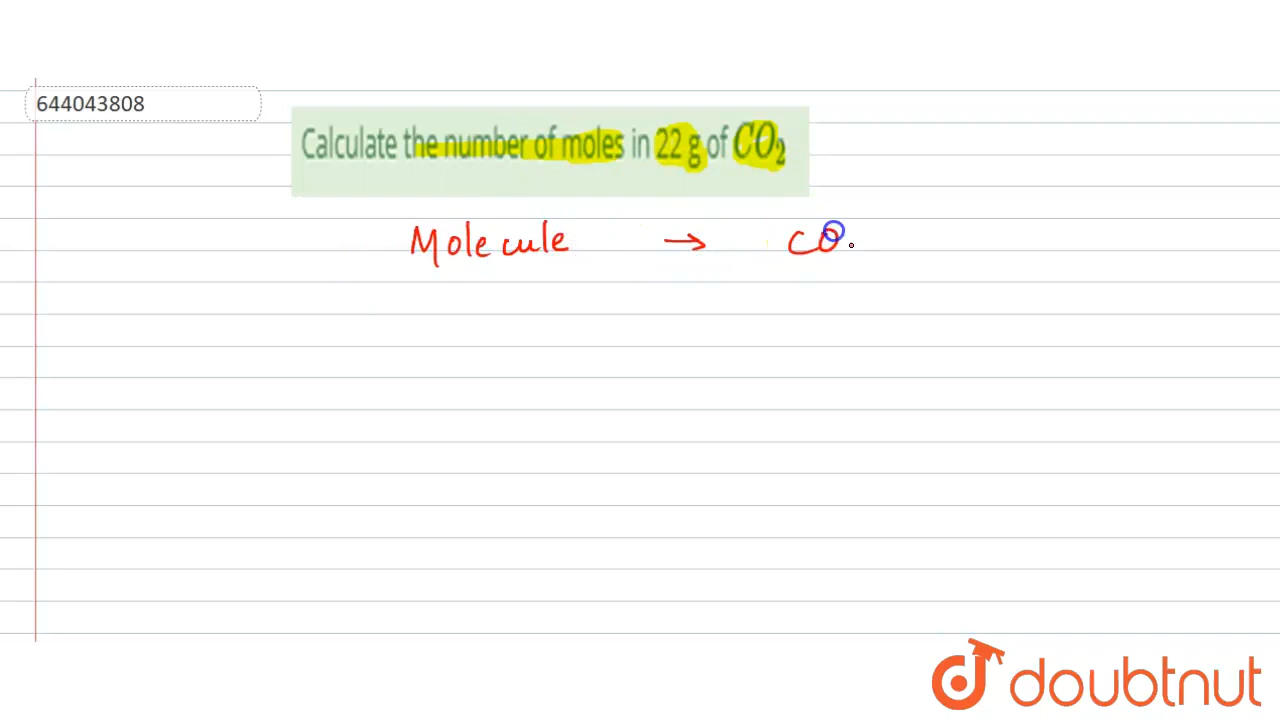 644043808
Calculate the number of moles in 22 g of CO₂
Molecule → CO
doubtnut